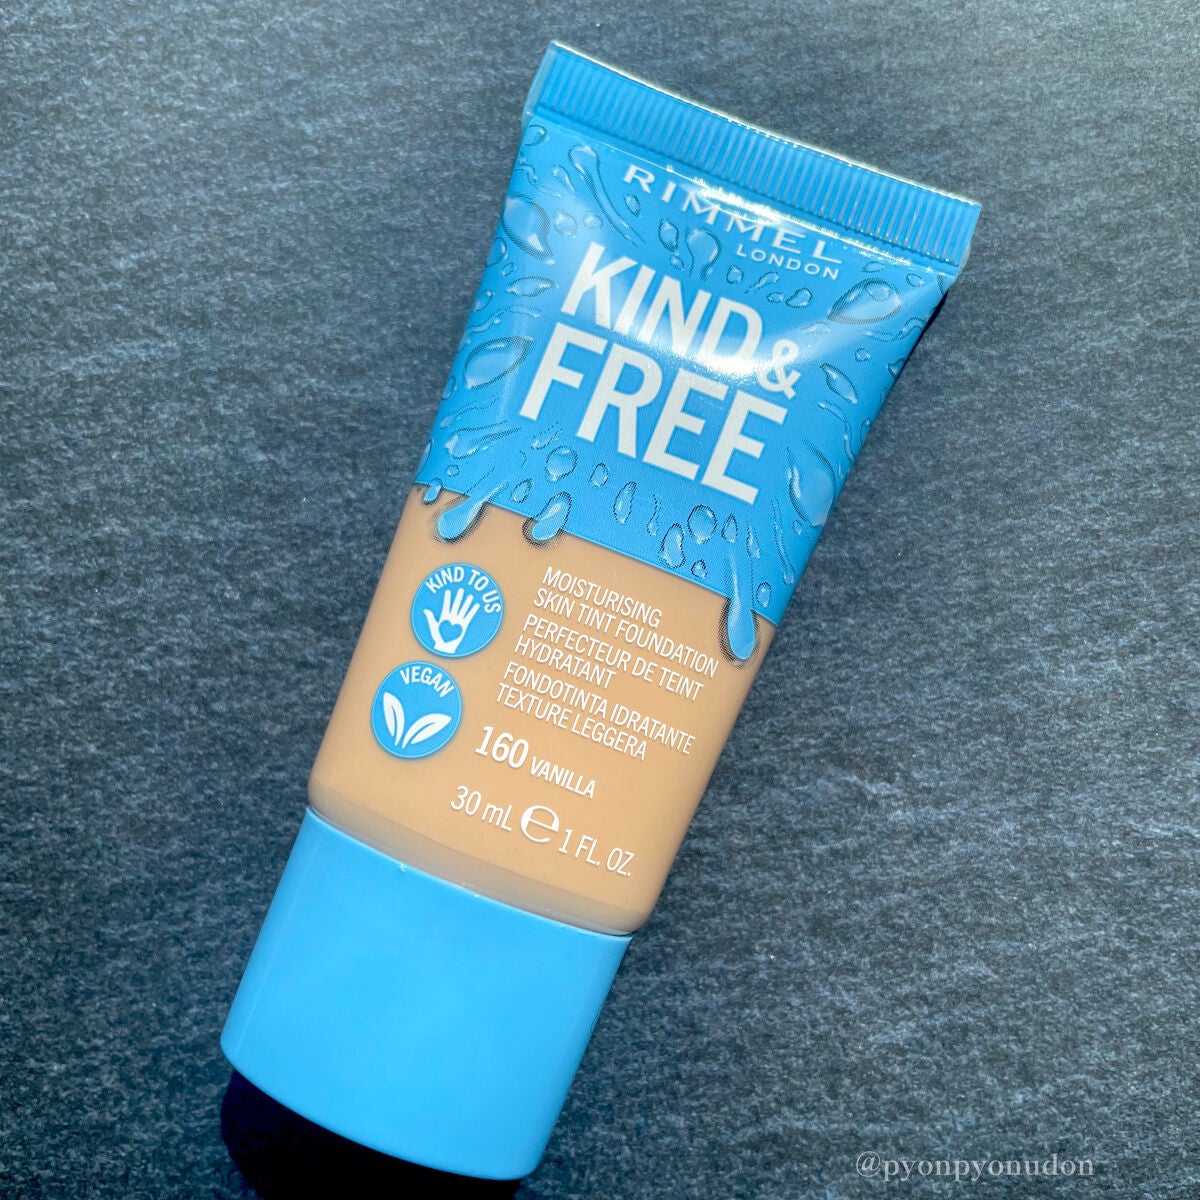 RIMMEL
LONDON
KIND &
FREE
KIND TO US
VEGAN
MOISTURISING
SKIN TINT FOUNDATION
PERFECTEUR DE TEINT
HYDRATANT
FONDOTINTA IDRATANTE
TEXTURE LEGGERA
160 VANILLA
30 mL ℮ 1 FL. OZ.
@pyonpyonudon